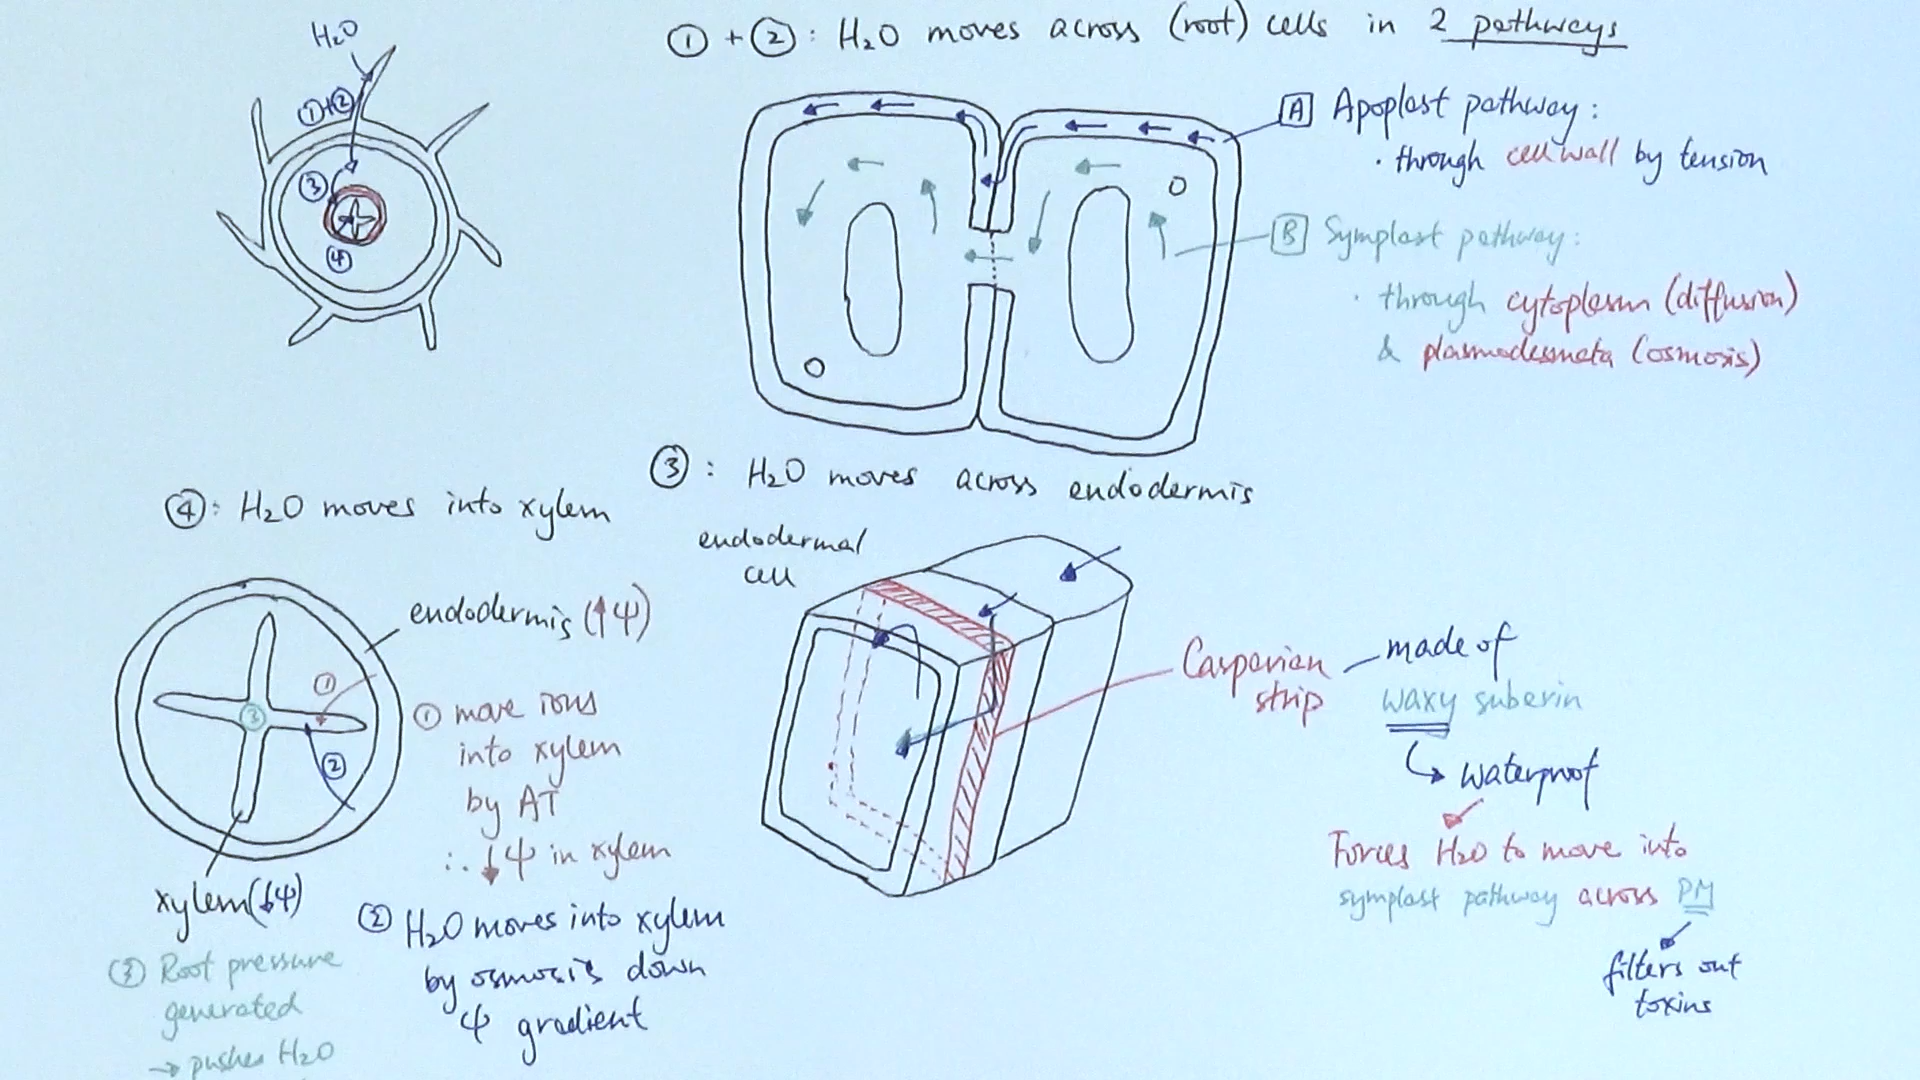 H₂O
①+②
③
④
① + ② : H₂O moves across (root) cells in 2 pathways
A Apoplast pathway :
· through cell wall by tension
B Symplast pathway :
· through cytoplasm (diffusion)
& plasmodesmata (osmosis)
③ : H₂O moves across endodermis
endodermal
cell
Casparian
strip
made of
waxy suberin
↳ waterproof
Forces H₂O to move into
symplast pathway across PM
filters out
toxins
④ : H₂O moves into xylem
endodermis (↑Ψ)
①
②
③
xylem (↓Ψ)
① move ions
into xylem
by AT
∴ ↓Ψ in xylem
② H₂O moves into xylem
by osmosis down
Ψ gradient
③ Root pressure
generated
→ pushes H₂O